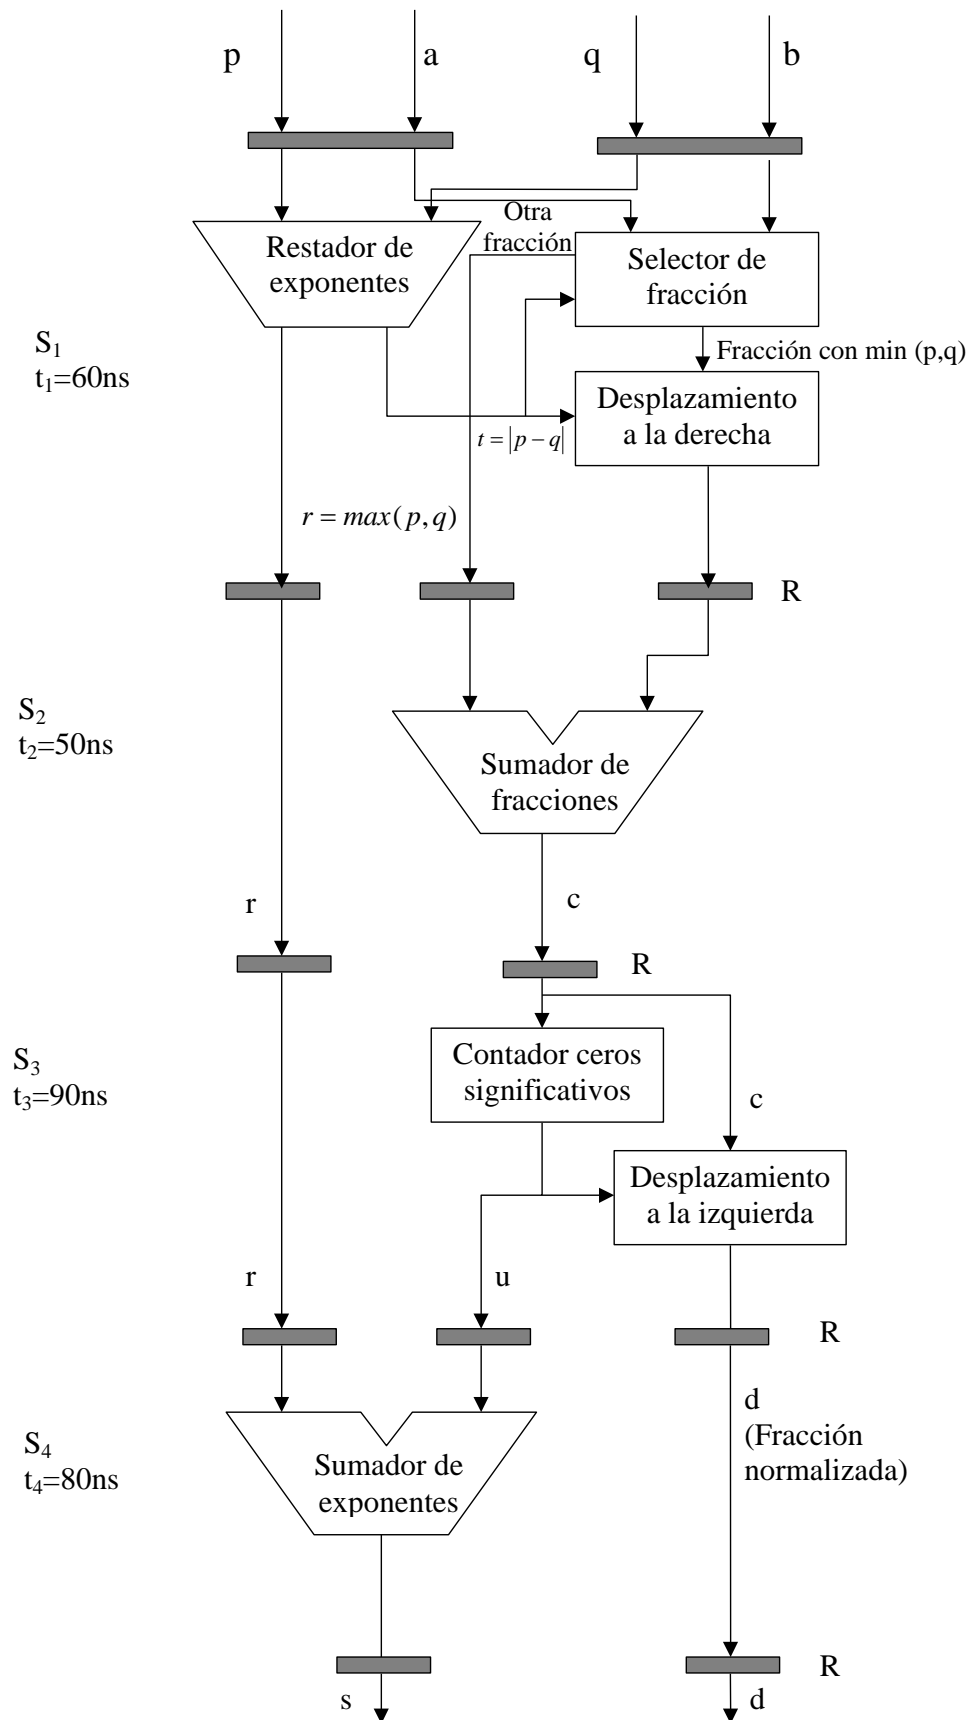 p
a
q
b
Otra
fracción
Restador de
exponentes
Selector de
fracción
S1
t1=60ns
Fracción con min (p,q)
Desplazamiento
a la derecha
t = |p − q|
r = max(p, q)
R
S2
t2=50ns
Sumador de
fracciones
r
c
R
S3
t3=90ns
Contador ceros
significativos
c
Desplazamiento
a la izquierda
r
u
R
S4
t4=80ns
d
(Fracción
normalizada)
Sumador de
exponentes
R
s
d